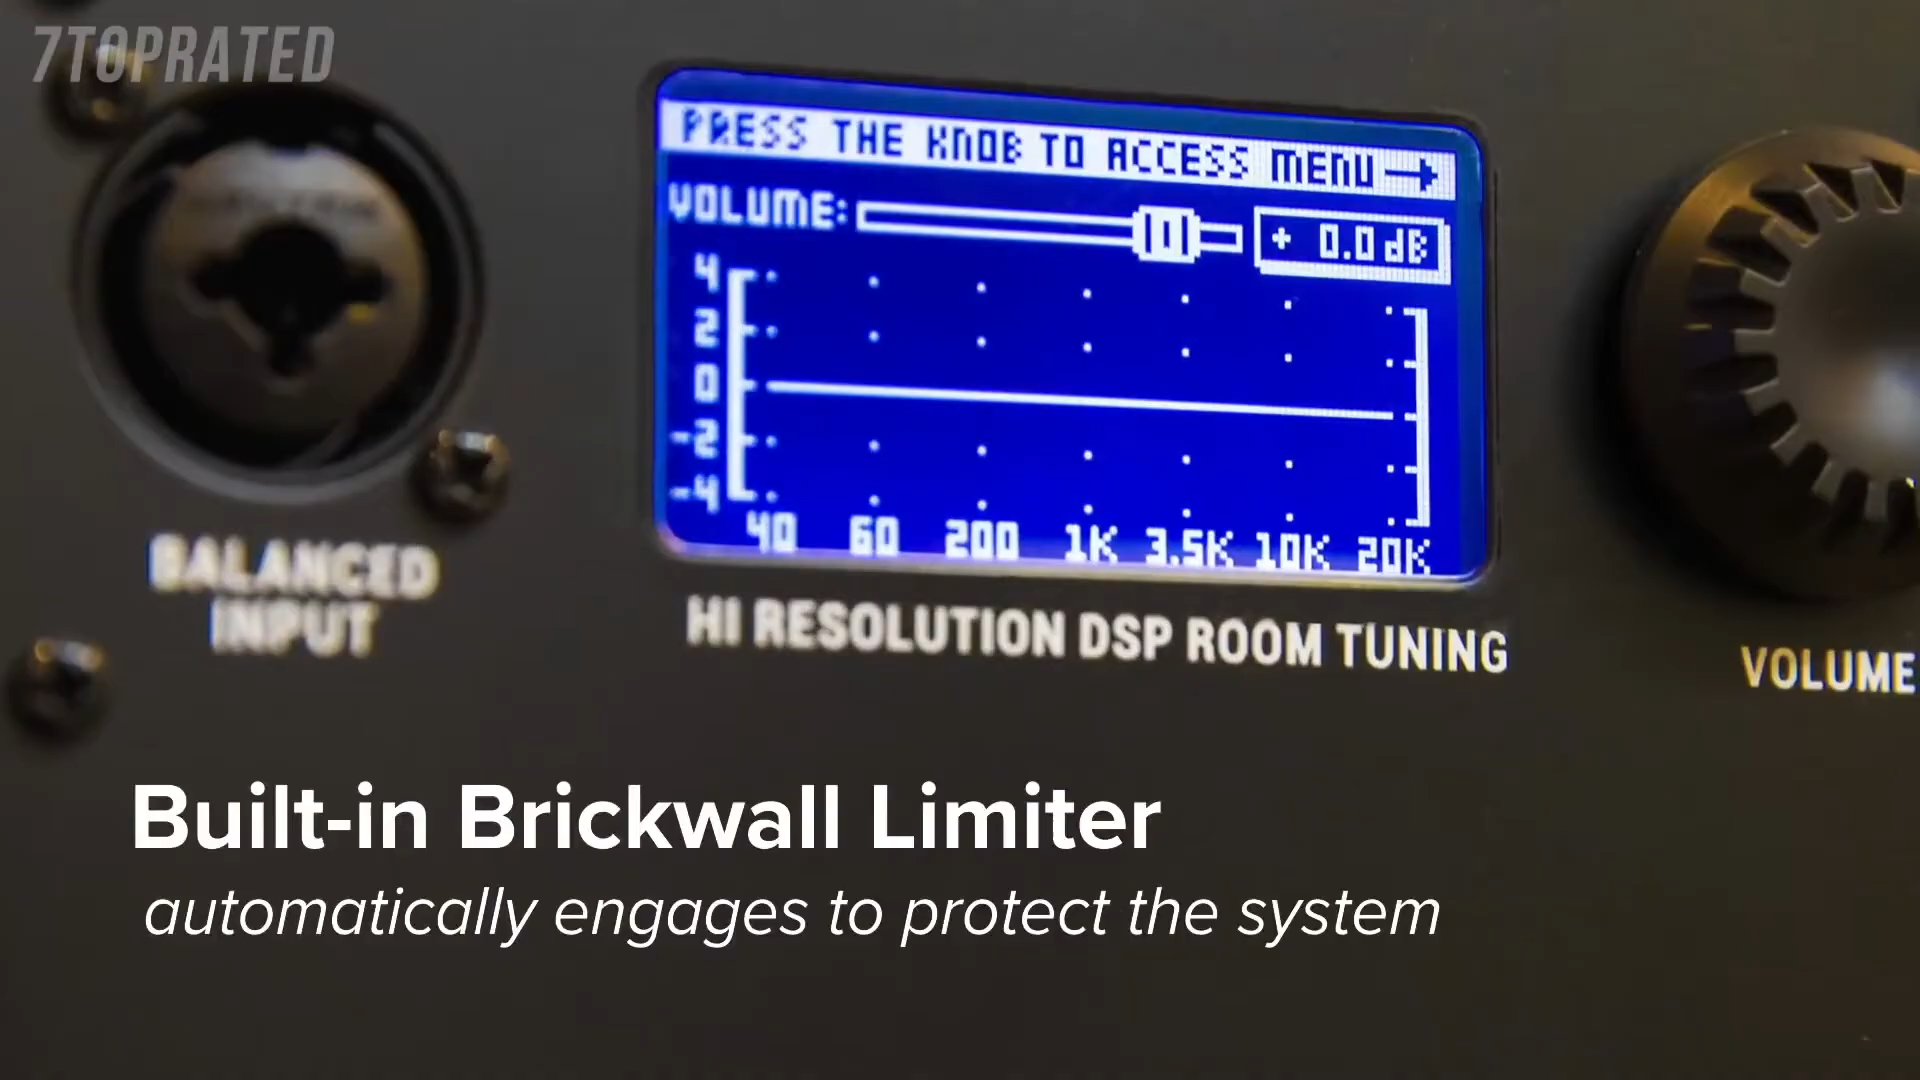 7TOPRATED
PRESS THE KNOB TO ACCESS MENU→
VOLUME: + 0.0 dB
4
2
0
-2
-4
40 60 200 1K 3.5K 10K 20K
BALANCED
INPUT
HI RESOLUTION DSP ROOM TUNING
VOLUME
Built-in Brickwall Limiter
automatically engages to protect the system